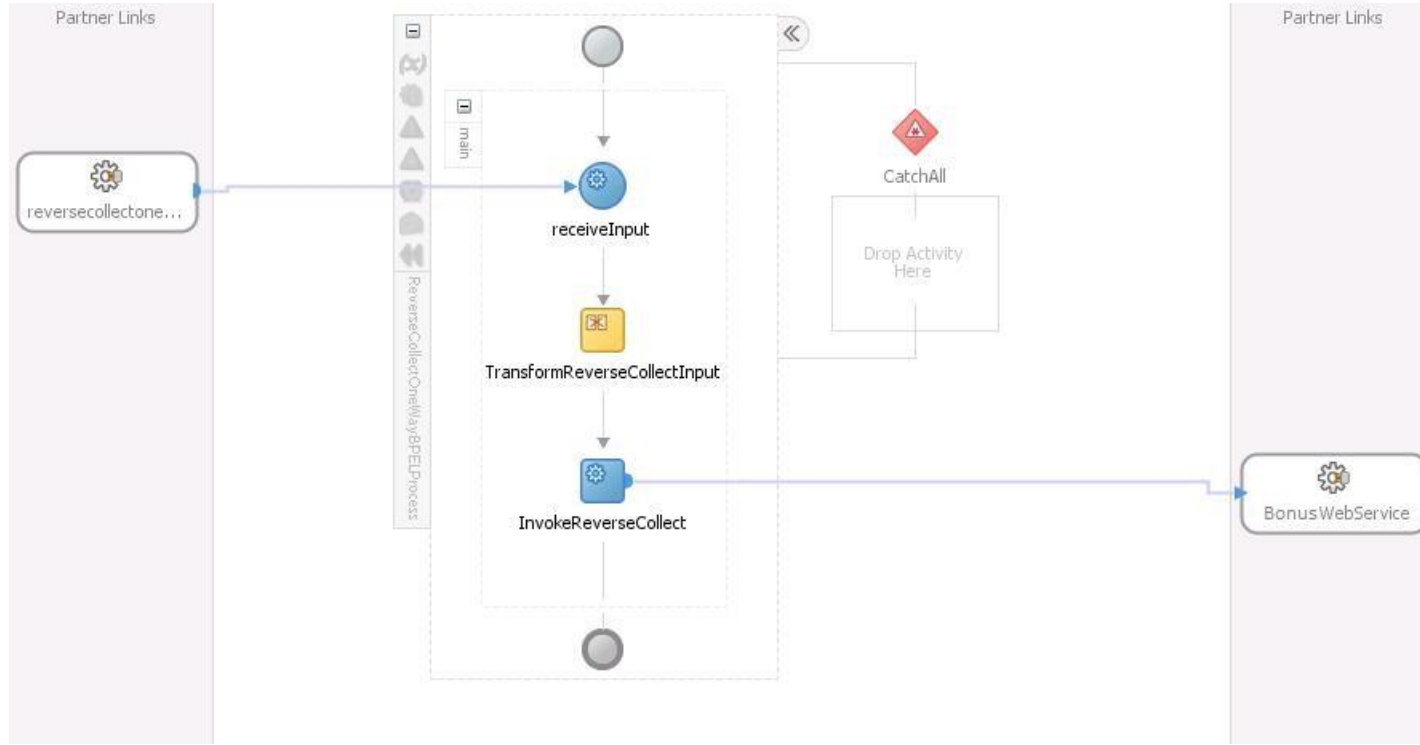 Partner Links
Partner Links
main
CatchAll
reversecollectone...
receiveInput
Drop Activity
Here
ReverseCollectOneWayBPELProcess
TransformReverseCollectInput
InvokeReverseCollect
BonusWebService